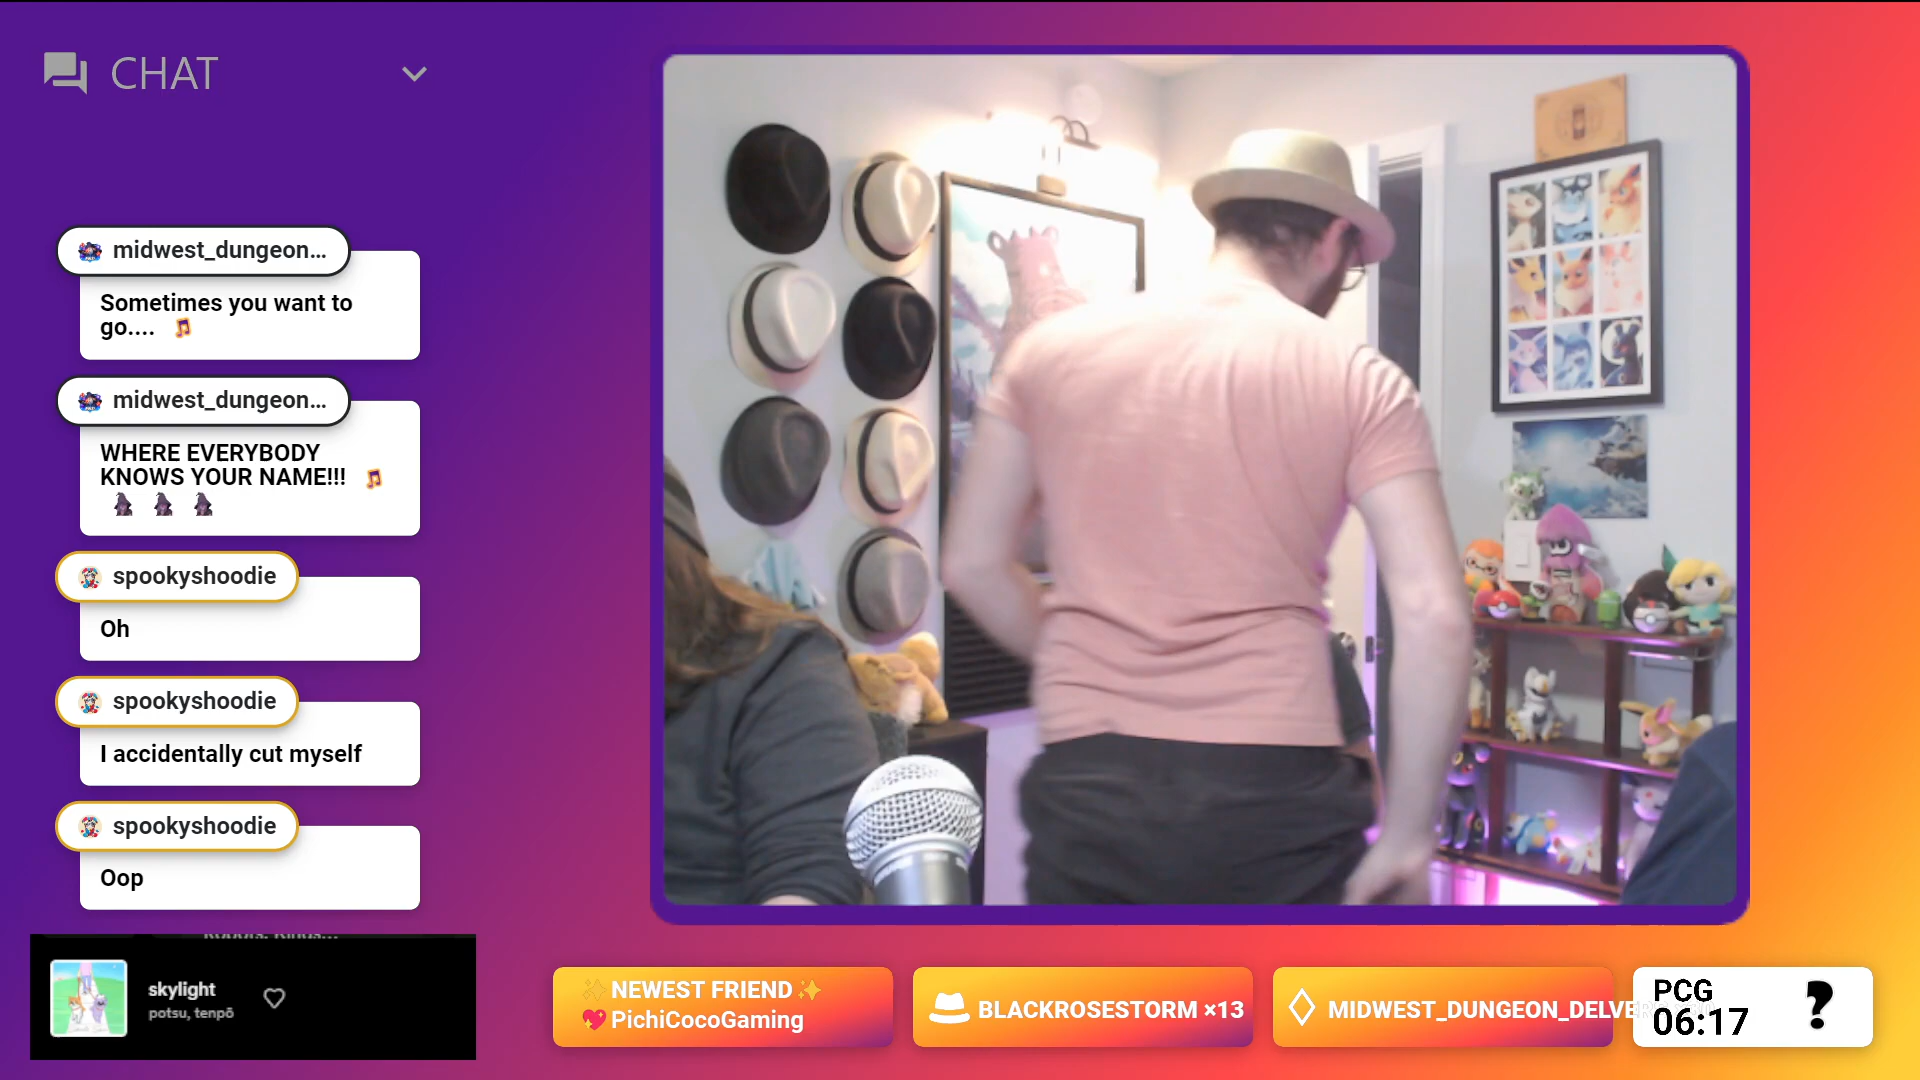 CHAT
midwest_dungeon...
Sometimes you want to
go....
midwest_dungeon...
WHERE EVERYBODY
KNOWS YOUR NAME!!!
spookyshoodie
Oh
spookyshoodie
I accidentally cut myself
spookyshoodie
Oop
skylight
potsu, tenpō
NEWEST FRIEND
PichiCocoGaming
BLACKROSESTORM ×13
MIDWEST_DUNGEON_DELVE
PCG
06:17
?